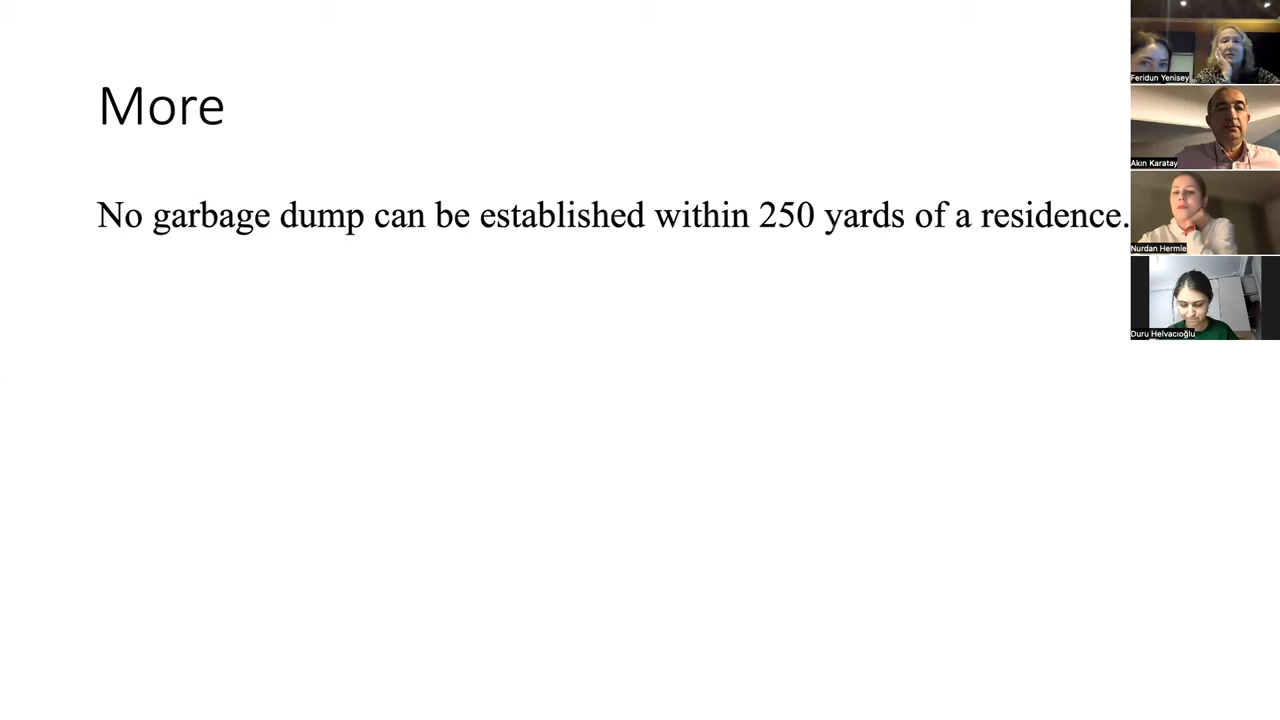 More
No garbage dump can be established within 250 yards of a residence.
Feridun Yenisey
Akın Karatay
Nurdan Hermle
Duru Helvacıoğlu